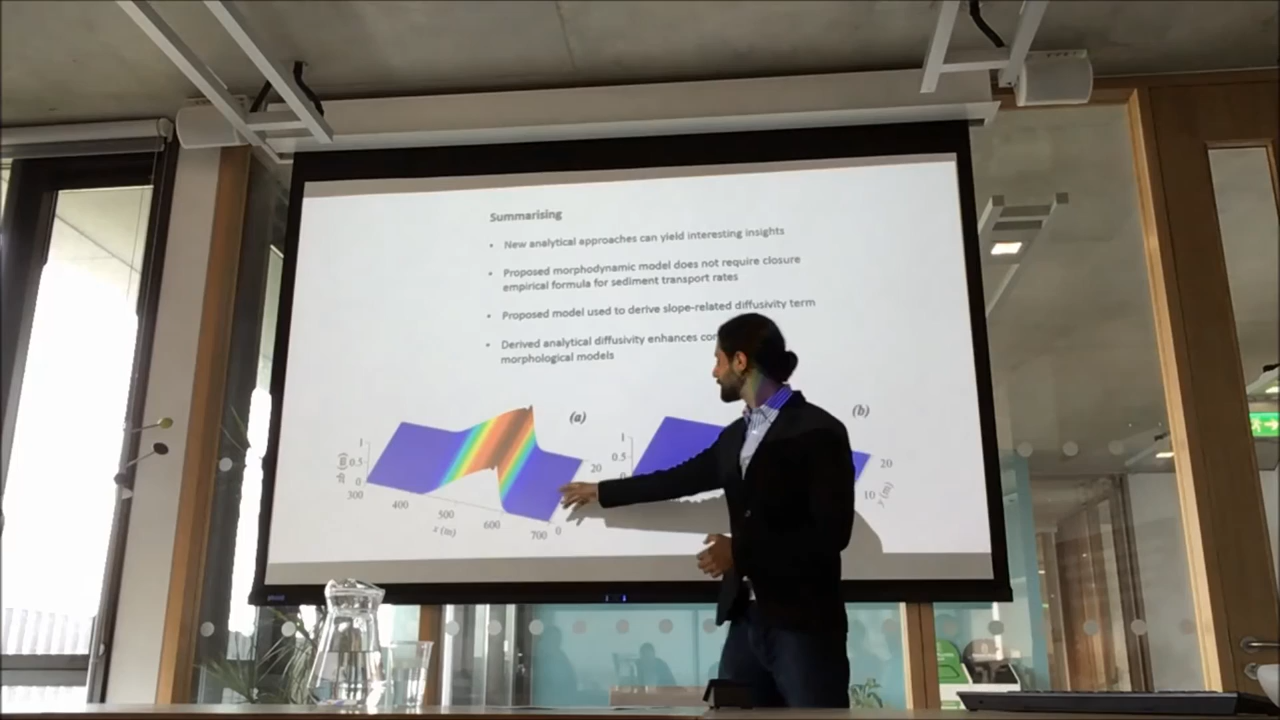 Summarising
• New analytical approaches can yield interesting insights
• Proposed morphodynamic model does not require closure
empirical formula for sediment transport rates
• Proposed model used to derive slope-related diffusivity term
• Derived analytical diffusivity enhances
morphological models
(a)
(b)
1
0.5
0
zb (m)
300
400
500
600
700
x (m)
0
20
1
0.5
20
10
y (m)